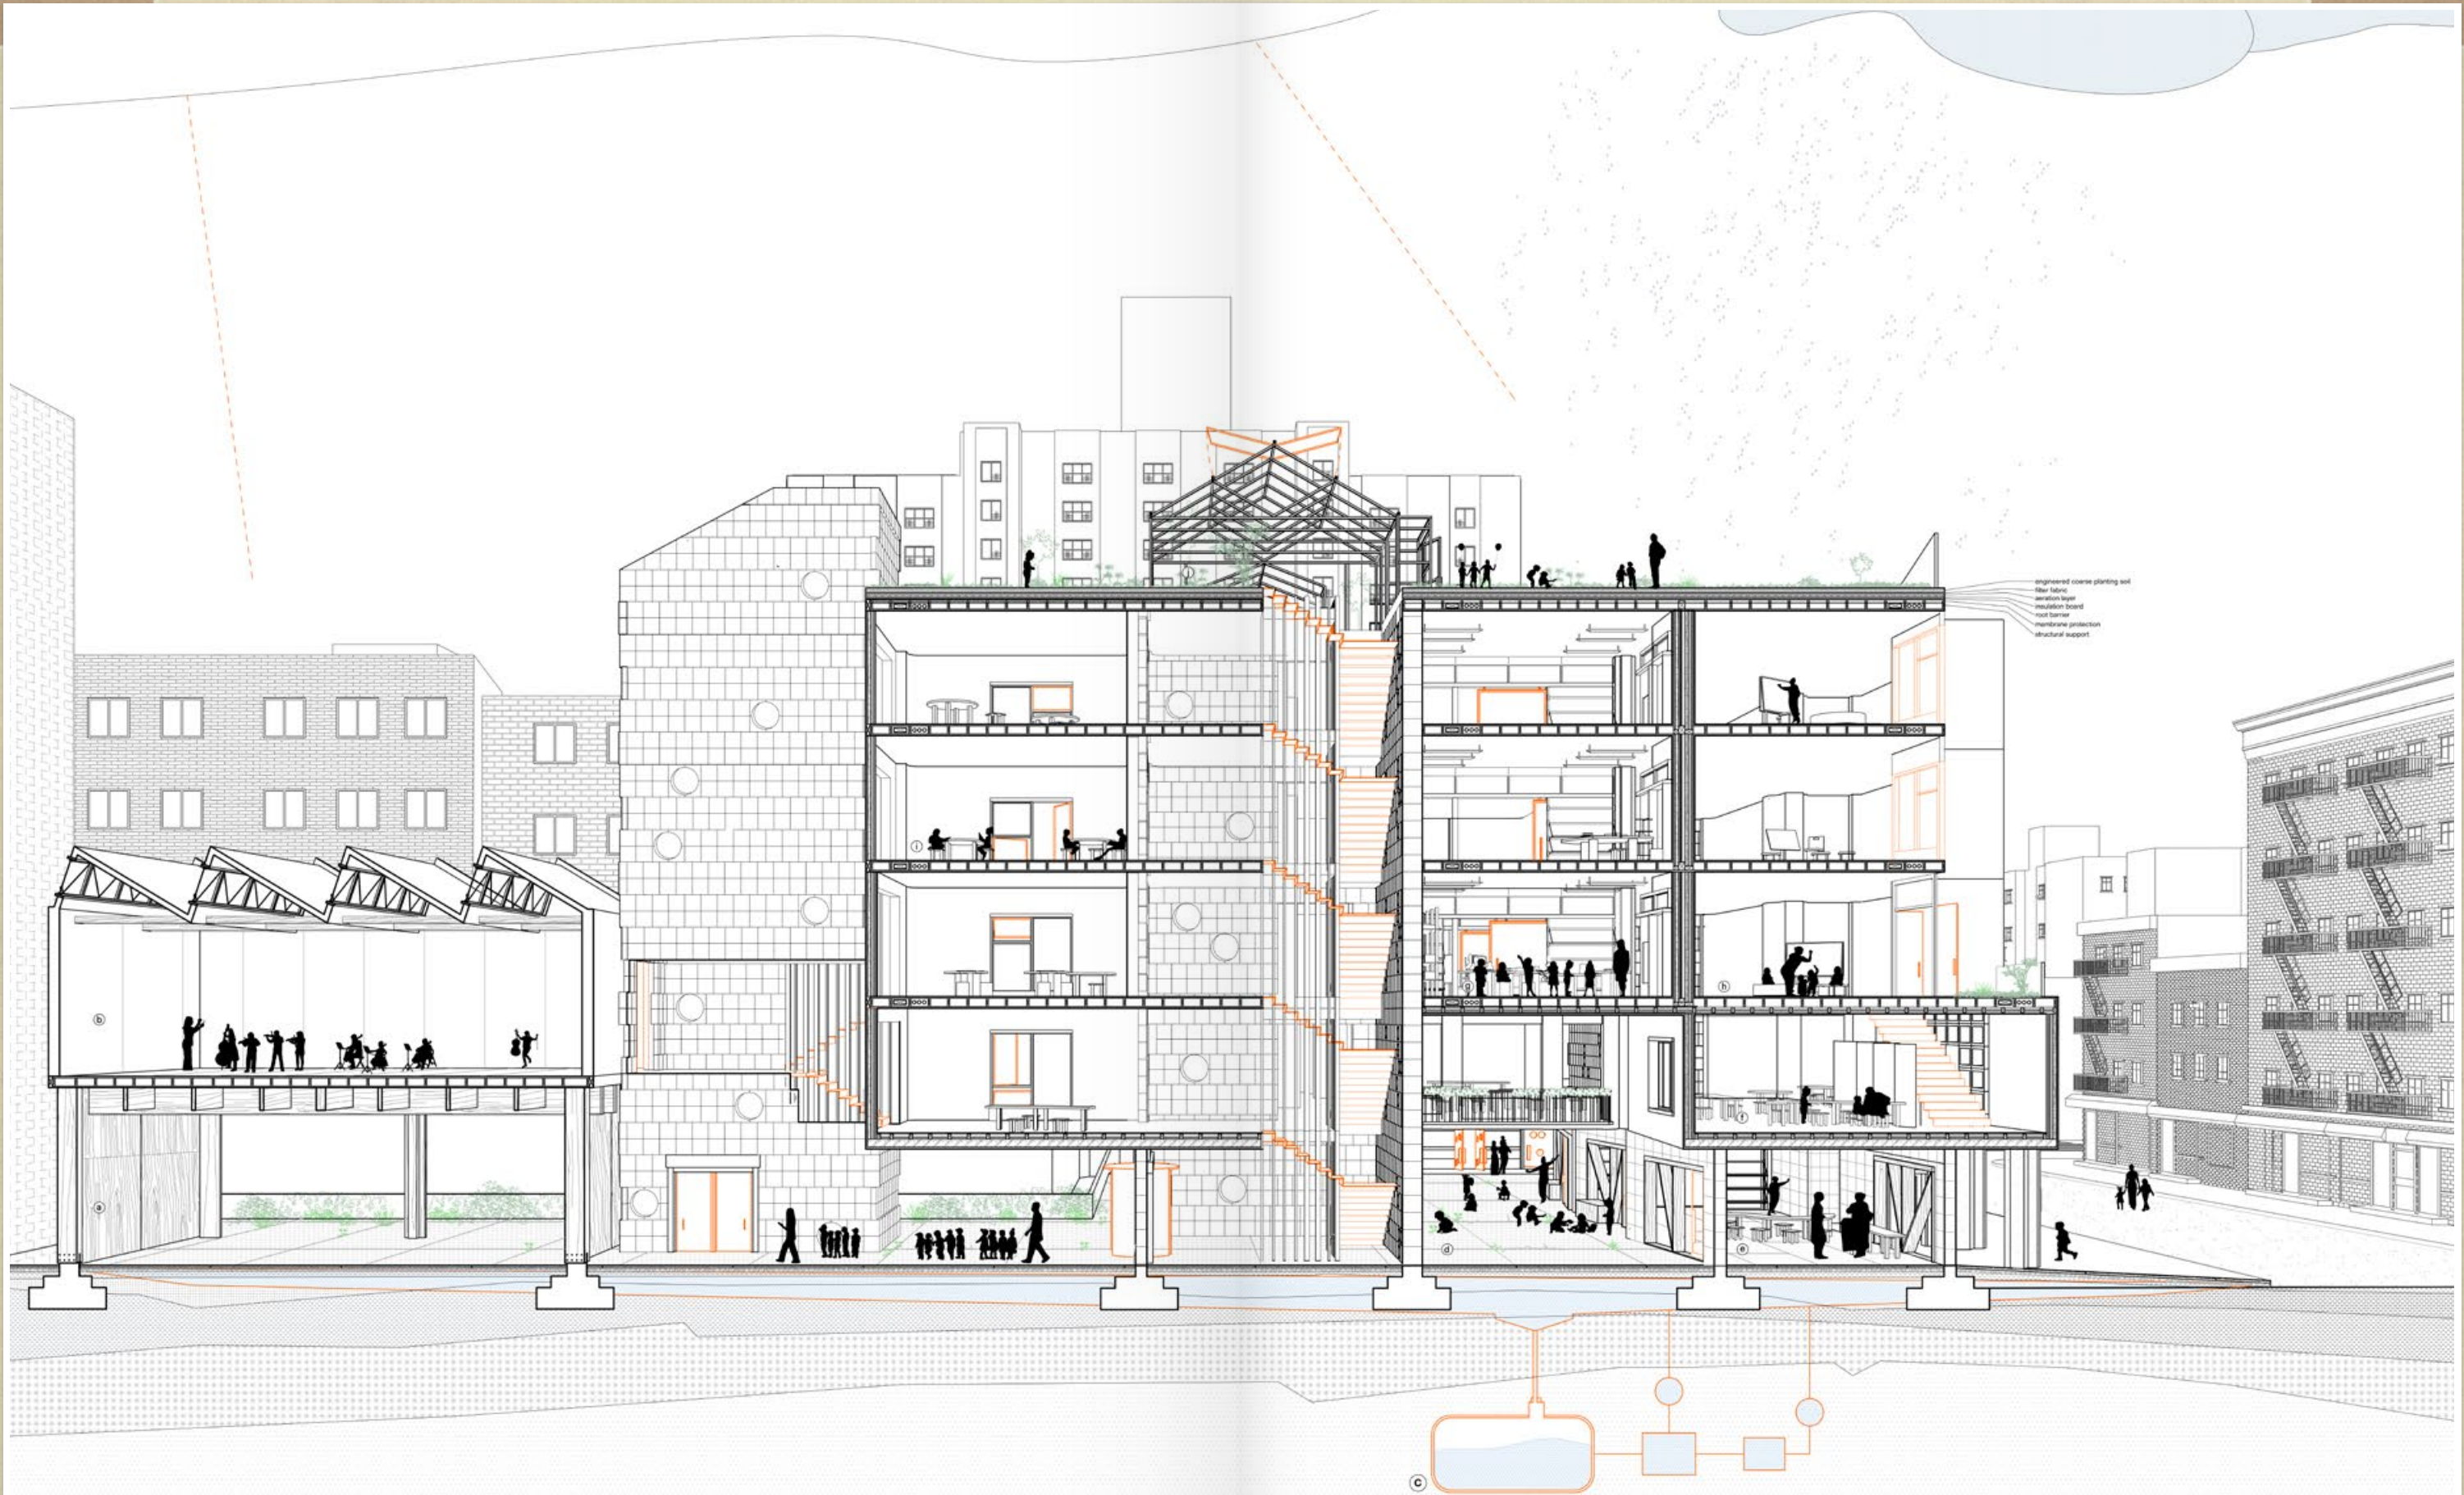 engineered coarse planting soil
filter fabric
aeration layer
insulation board
root barrier
membrane protection
structural support
j
i
g
h
b
f
a
d
e
c